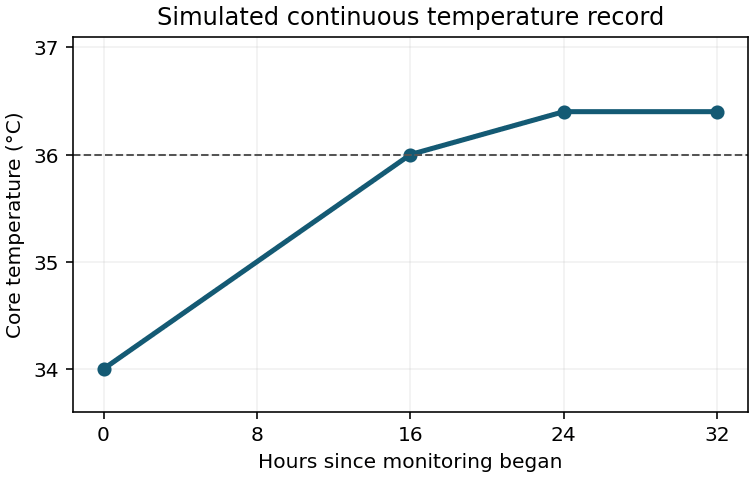 Simulated continuous temperature record
Core temperature (°C)
37
36
35
34
0 8 16 24 32
Hours since monitoring began